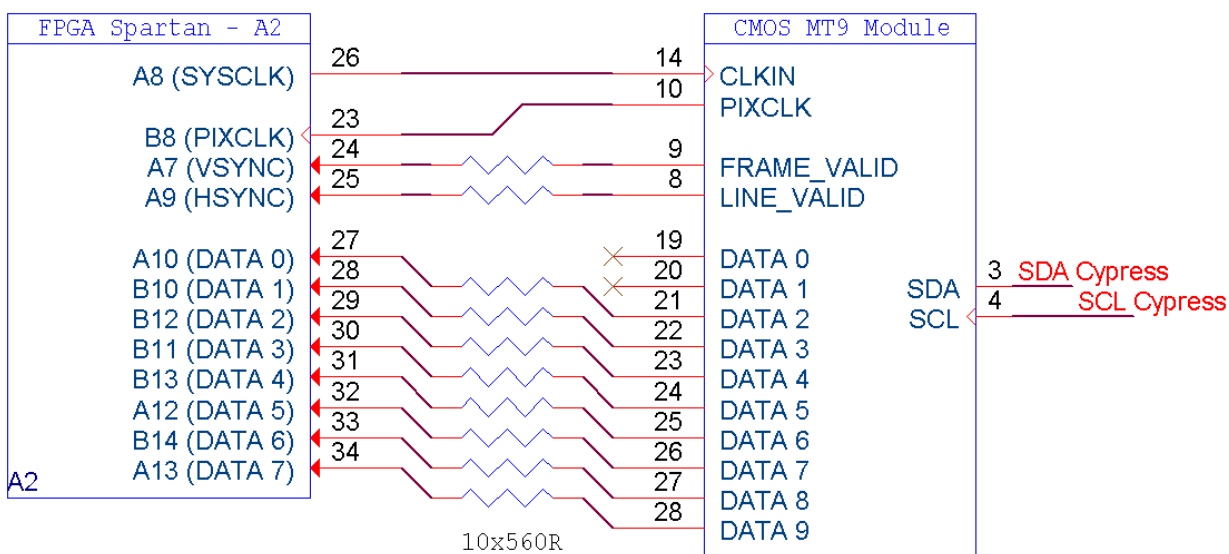 FPGA Spartan - A2
CMOS MT9 Module
A8 (SYSCLK) 26 14 CLKIN
10 PIXCLK
B8 (PIXCLK) 23
A7 (VSYNC) 24 9 FRAME_VALID
A9 (HSYNC) 25 8 LINE_VALID
A10 (DATA 0) 27 19 DATA 0
B10 (DATA 1) 28 20 DATA 1
B12 (DATA 2) 29 21 DATA 2
B11 (DATA 3) 30 22 DATA 3
B13 (DATA 4) 31 23 DATA 4
A12 (DATA 5) 32 24 DATA 5
B14 (DATA 6) 33 25 DATA 6
A13 (DATA 7) 34 26 DATA 7
27 DATA 8
28 DATA 9
SDA 3 SDA Cypress
SCL 4 SCL Cypress
A2
10x560R